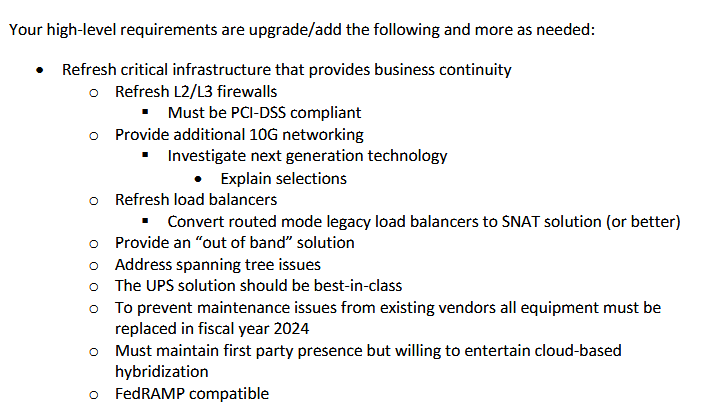 Your high-level requirements are upgrade/add the following and more as needed:
• Refresh critical infrastructure that provides business continuity
o Refresh L2/L3 firewalls
▪ Must be PCI-DSS compliant
o Provide additional 10G networking
▪ Investigate next generation technology
• Explain selections
o Refresh load balancers
▪ Convert routed mode legacy load balancers to SNAT solution (or better)
o Provide an “out of band” solution
o Address spanning tree issues
o The UPS solution should be best-in-class
o To prevent maintenance issues from existing vendors all equipment must be
replaced in fiscal year 2024
o Must maintain first party presence but willing to entertain cloud-based
hybridization
o FedRAMP compatible